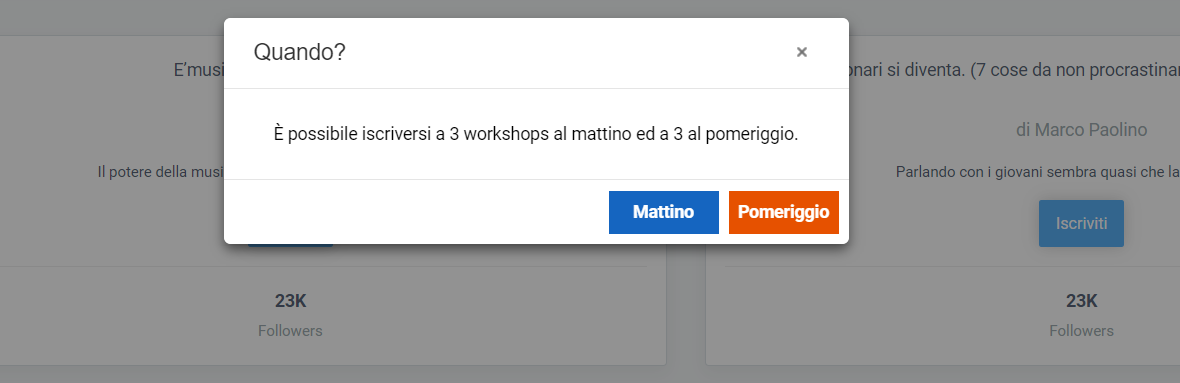 Quando?
×
È possibile iscriversi a 3 workshops al mattino ed a 3 al pomeriggio.
Mattino
Pomeriggio
E'musi
Il potere della musi
23K
Followers
onari si diventa. (7 cose da non procrastinar
di Marco Paolino
Parlando con i giovani sembra quasi che la
Iscriviti
23K
Followers